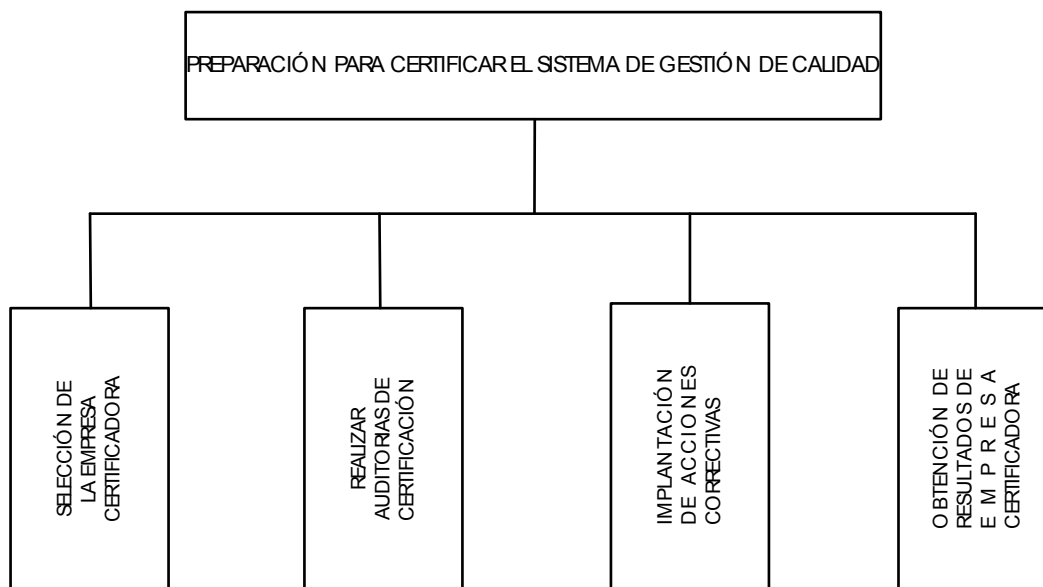 PREPARACIÓN PARA CERTIFICAR EL SISTEMA DE GESTIÓN DE CALIDAD
SELECCIÓN DE
LA EMPRESA
CERTIFICADORA
REALIZAR
AUDITORIAS DE
CERTIFICACIÓN
IMPLANTACIÓN
DE ACCIONES
CORRECTIVAS
OBTENCIÓN DE
RESULTADOS DE
EMPRESA
CERTIFICADORA